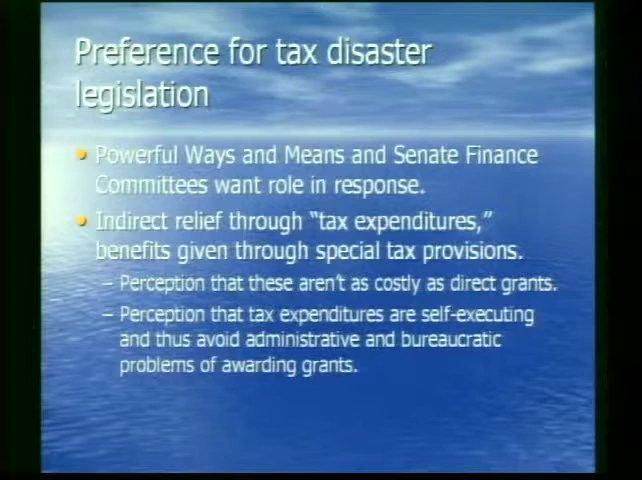 Preference for tax disaster
legislation
• Powerful Ways and Means and Senate Finance
Committees want role in response.
• Indirect relief through “tax expenditures,”
benefits given through special tax provisions.
– Perception that these aren't as costly as direct grants.
– Perception that tax expenditures are self-executing
and thus avoid administrative and bureaucratic
problems of awarding grants.